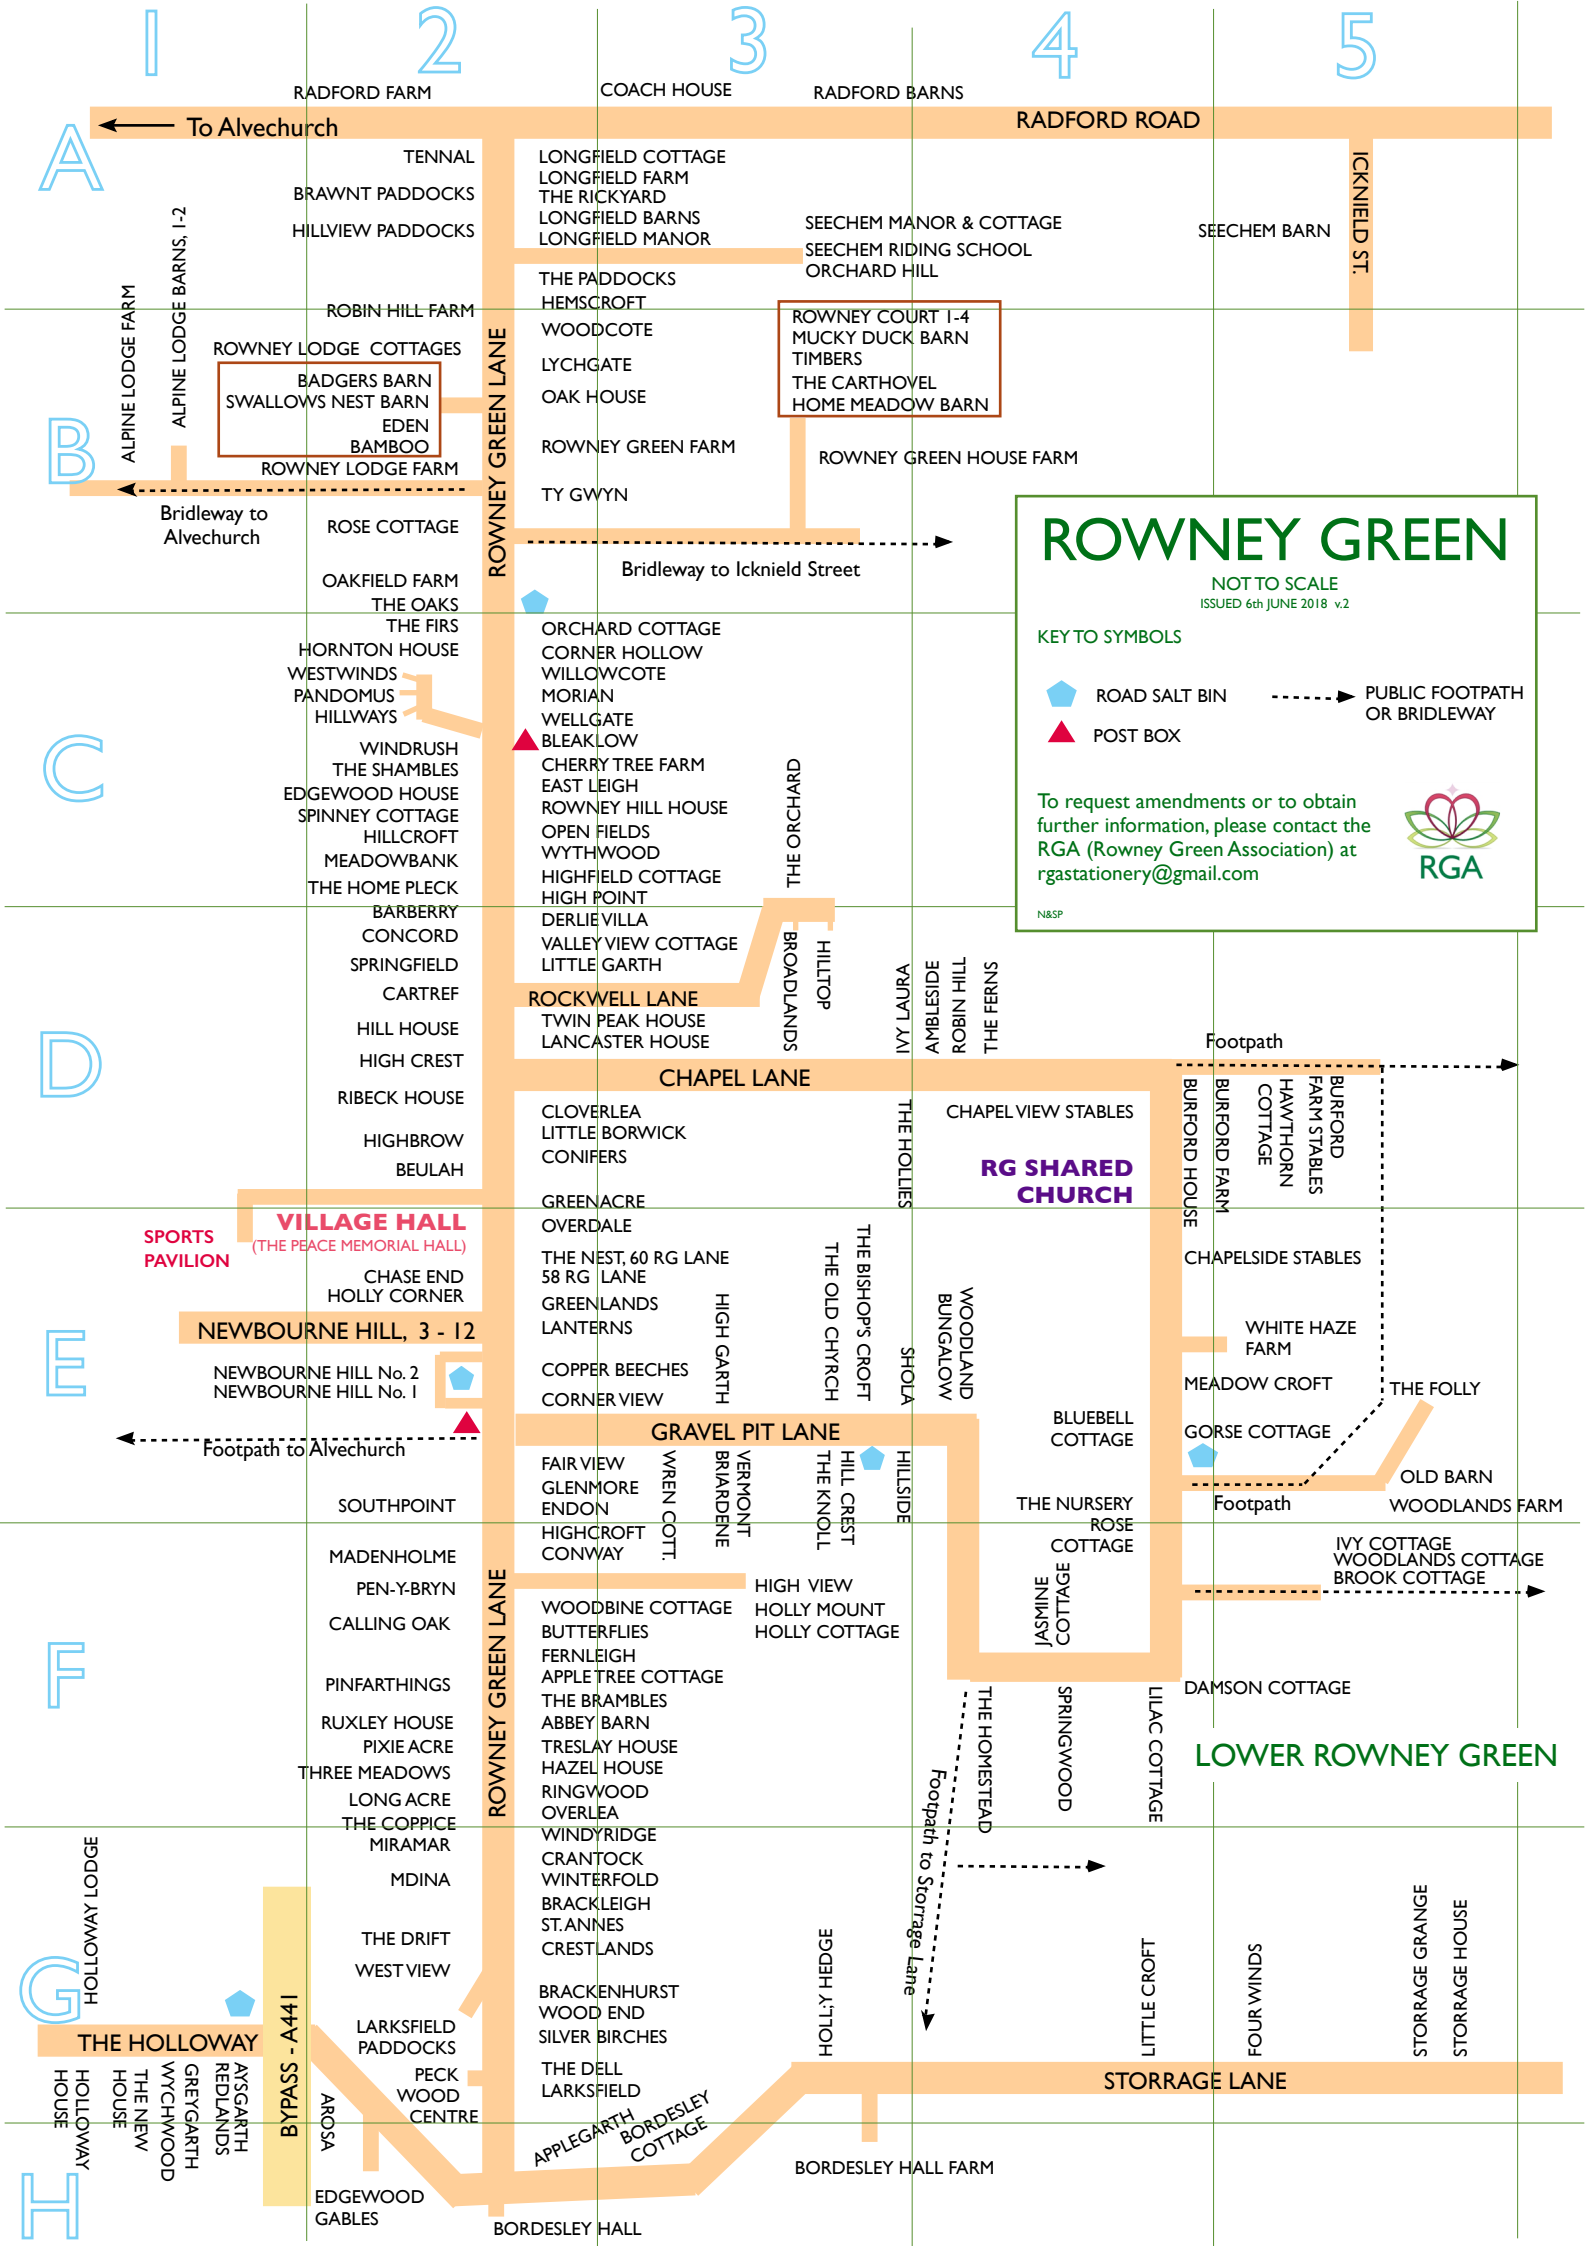 1 2 3 4 5
RADFORD FARM
COACH HOUSE
RADFORD BARNS
To Alvechurch
RADFORD ROAD
A
TENNAL
BRAWNT PADDOCKS
HILLVIEW PADDOCKS
LONGFIELD COTTAGE
LONGFIELD FARM
THE RICKYARD
LONGFIELD BARNS
LONGFIELD MANOR
SEECHEM MANOR & COTTAGE
SEECHEM RIDING SCHOOL
ORCHARD HILL
SEECHEM BARN
ICKNIELD ST.
THE PADDOCKS
HEMSCROFT
ALPINE LODGE FARM
ALPINE LODGE BARNS, 1-2
ROBIN HILL FARM
ROWNEY LODGE COTTAGES
BADGERS BARN
SWALLOWS NEST BARN
EDEN
BAMBOO
ROWNEY LODGE FARM
B
Bridleway to
Alvechurch
ROSE COTTAGE
OAKFIELD FARM
THE OAKS
ROWNEY GREEN LANE
WOODCOTE
LYCHGATE
OAK HOUSE
ROWNEY GREEN FARM
TY GWYN
ROWNEY COURT 1-4
MUCKY DUCK BARN
TIMBERS
THE CARTHOVEL
HOME MEADOW BARN
ROWNEY GREEN HOUSE FARM
Bridleway to Icknield Street
ROWNEY GREEN
NOT TO SCALE
ISSUED 6th JUNE 2018 v.2
KEY TO SYMBOLS
ROAD SALT BIN
POST BOX
PUBLIC FOOTPATH
OR BRIDLEWAY
To request amendments or to obtain
further information, please contact the
RGA (Rowney Green Association) at
rgastationery@gmail.com
RGA
N&SP
C
THE FIRS
HORNTON HOUSE
WESTWINDS
PANDOMUS
HILLWAYS
WINDRUSH
THE SHAMBLES
EDGEWOOD HOUSE
SPINNEY COTTAGE
HILLCROFT
MEADOWBANK
THE HOME PLECK
BARBERRY
ORCHARD COTTAGE
CORNER HOLLOW
WILLOWCOTE
MORIAN
WELLGATE
BLEAKLOW
CHERRY TREE FARM
EAST LEIGH
ROWNEY HILL HOUSE
OPEN FIELDS
WYTHWOOD
HIGHFIELD COTTAGE
HIGH POINT
THE ORCHARD
D
CONCORD
SPRINGFIELD
CARTREF
HILL HOUSE
HIGH CREST
RIBECK HOUSE
HIGHBROW
BEULAH
DERLIE VILLA
VALLEY VIEW COTTAGE
LITTLE GARTH
ROCKWELL LANE
TWIN PEAK HOUSE
LANCASTER HOUSE
BROADLANDS
HILLTOP
IVY LAURA
AMBLESIDE
ROBIN HILL
THE FERNS
CHAPEL LANE
Footpath
CLOVERLEA
LITTLE BORWICK
CONIFERS
GREENACRE
THE HOLLIES
CHAPEL VIEW STABLES
RG SHARED
CHURCH
BURFORD HOUSE
BURFORD FARM
HAWTHORN
COTTAGE
BURFORD
FARM STABLES
E
SPORTS
PAVILION
VILLAGE HALL
(THE PEACE MEMORIAL HALL)
CHASE END
HOLLY CORNER
NEWBOURNE HILL, 3 - 12
NEWBOURNE HILL No. 2
NEWBOURNE HILL No. 1
Footpath to Alvechurch
SOUTHPOINT
OVERDALE
THE NEST, 60 RG LANE
58 RG LANE
GREENLANDS
LANTERNS
COPPER BEECHES
CORNER VIEW
HIGH GARTH
THE OLD CHYRCH
THE BISHOP'S CROFT
SHOLA
WOODLAND
BUNGALOW
GRAVEL PIT LANE
FAIR VIEW
GLENMORE
ENDON
HIGHCROFT
CONWAY
WREN COTT.
VERMONT
BRIARDENE
HILL CREST
THE KNOLL
HILLSIDE
CHAPELSIDE STABLES
WHITE HAZE
FARM
MEADOW CROFT
BLUEBELL
COTTAGE
GORSE COTTAGE
THE FOLLY
OLD BARN
WOODLANDS FARM
Footpath
THE NURSERY
ROSE
COTTAGE
F
MADENHOLME
PEN-Y-BRYN
CALLING OAK
PINFARTHINGS
RUXLEY HOUSE
PIXIE ACRE
THREE MEADOWS
LONG ACRE
THE COPPICE
ROWNEY GREEN LANE
HIGH VIEW
HOLLY MOUNT
HOLLY COTTAGE
WOODBINE COTTAGE
BUTTERFLIES
FERNLEIGH
APPLE TREE COTTAGE
THE BRAMBLES
ABBEY BARN
TRESLAY HOUSE
HAZEL HOUSE
RINGWOOD
OVERLEA
JASMINE
COTTAGE
IVY COTTAGE
WOODLANDS COTTAGE
BROOK COTTAGE
THE HOMESTEAD
SPRINGWOOD
LILAC COTTAGE
DAMSON COTTAGE
LOWER ROWNEY GREEN
Footpath to Storrage Lane
G
MIRAMAR
MDINA
THE DRIFT
WEST VIEW
LARKSFIELD
PADDOCKS
PECK
WOOD
CENTRE
WINDYRIDGE
CRANTOCK
WINTERFOLD
BRACKLEIGH
ST. ANNES
CRESTLANDS
BRACKENHURST
WOOD END
SILVER BIRCHES
THE DELL
LARKSFIELD
HOLLOWAY LODGE
THE HOLLOWAY
BYPASS - A441
HOLLOWAY
HOUSE
THE NEW
HOUSE
WYCHWOOD
GREYGARTH
REDLANDS
AYSGARTH
AROSA
HOLLY HEDGE
LITTLE CROFT
FOUR WINDS
STORRAGE GRANGE
STORRAGE HOUSE
STORRAGE LANE
H
APPLEGARTH
BORDESLEY
COTTAGE
BORDESLEY HALL FARM
EDGEWOOD
GABLES
BORDESLEY HALL